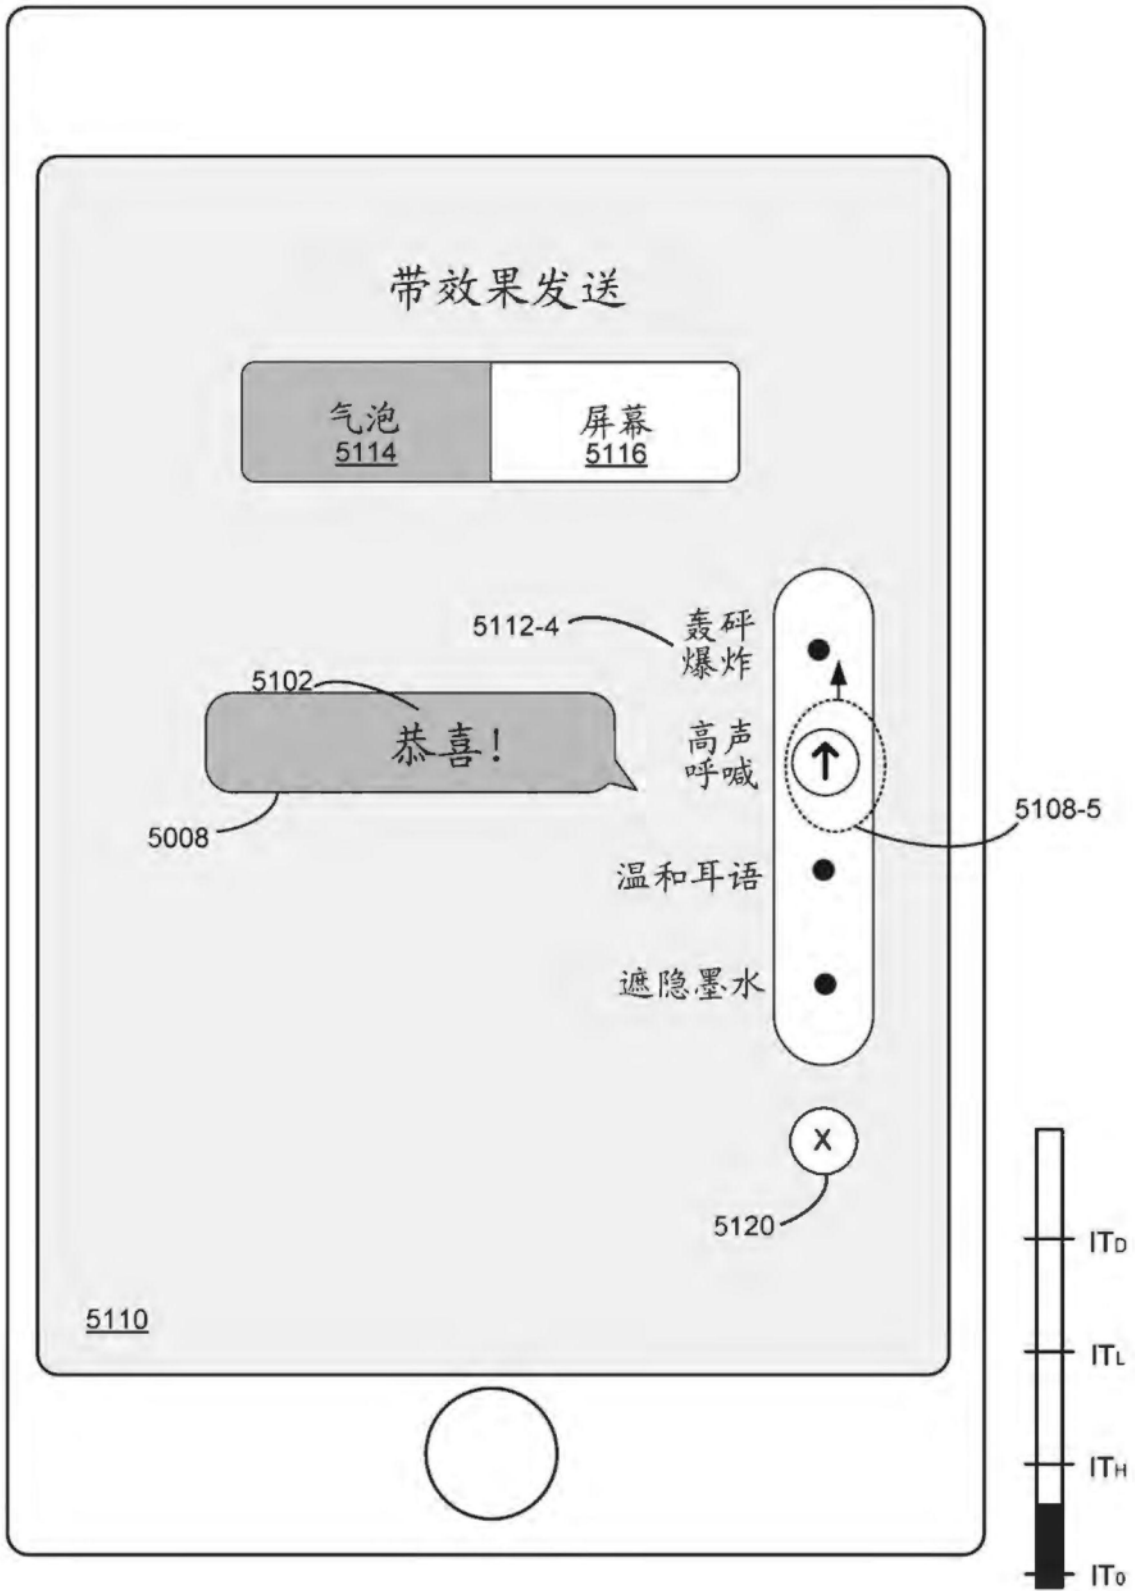 带效果发送
气泡
5114
屏幕
5116
5112-4
轰砰
爆炸
5102
恭喜!
高声
呼喊
5008
5108-5
温和耳语
遮隐墨水
X
5120
5110
ITD
ITL
ITH
IT0